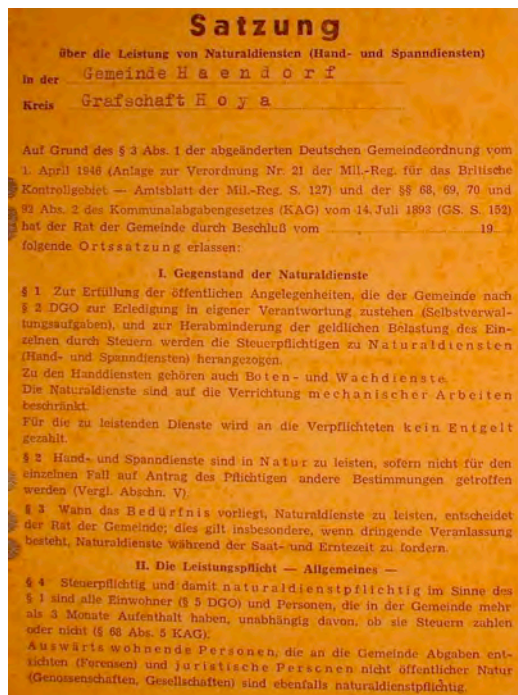 Satzung
über die Leistung von Naturaldiensten (Hand- und Spanndiensten)
in der Gemeinde Haendorf
Kreis Grafschaft Hoya
Auf Grund des § 3 Abs. 1 der abgeänderten Deutschen Gemeindeordnung vom
1. April 1946 (Anlage zur Verordnung Nr. 21 der Mil.-Reg. für das Britische
Kontrollgebiet — Amtsblatt der Mil.-Reg. S. 127) und der §§ 68, 69, 70 und
92 Abs. 2 des Kommunalabgabengesetzes (KAG) vom 14. Juli 1893 (GS. S. 152)
hat der Rat der Gemeinde durch Beschluß vom 19
folgende Ortssatzung erlassen:
I. Gegenstand der Naturaldienste
§ 1 Zur Erfüllung der öffentlichen Angelegenheiten, die der Gemeinde nach
§ 2 DGO zur Erledigung in eigener Verantwortung zustehen (Selbstverwal-
tungsaufgaben), und zur Herabminderung der geldlichen Belastung des Ein-
zelnen durch Steuern werden die Steuerpflichtigen zu Naturaldiensten
(Hand- und Spanndiensten) herangezogen.
Zu den Handdiensten gehören auch Boten- und Wachdienste.
Die Naturaldienste sind auf die Verrichtung mechanischer Arbeiten
beschränkt.
Für die zu leistenden Dienste wird an die Verpflichteten kein Entgelt
gezahlt.
§ 2 Hand- und Spanndienste sind in Natur zu leisten, sofern nicht für den
einzelnen Fall auf Antrag des Pflichtigen andere Bestimmungen getroffen
werden (Vergl. Abschn. V).
§ 3 Wann das Bedürfnis vorliegt, Naturaldienste zu leisten, entscheidet
der Rat der Gemeinde; dies gilt insbesondere, wenn dringende Veranlassung
besteht, Naturaldienste während der Saat- und Erntezeit zu fordern.
II. Die Leistungspflicht — Allgemeines —
§ 4 Steuerpflichtig und damit naturaldienstpflichtig im Sinne des
§ 1 sind alle Einwohner (§ 5 DGO) und Personen, die in der Gemeinde mehr
als 3 Monate Aufenthalt haben, unabhängig davon, ob sie Steuern zahlen
oder nicht (§ 68 Abs. 5 KAG).
Auswärts wohnende Personen, die an die Gemeinde Abgaben ent-
richten (Forensen) und juristische Personen nicht öffentlicher Natur
(Genossenschaften, Gesellschaften) sind ebenfalls naturaldienstpflichtig.